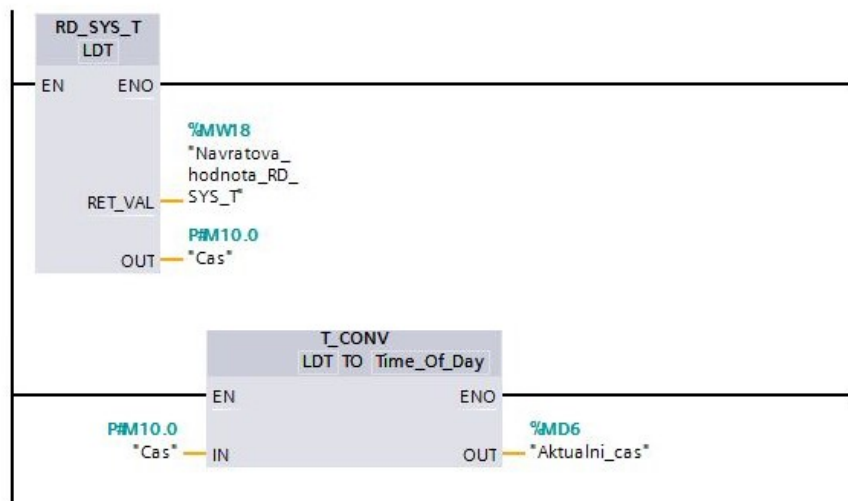 RD_SYS_T
LDT
EN ENO
%MW18
"Navratova_
hodnota_RD_
RET_VAL SYS_T"
P#M10.0
OUT "Cas"
T_CONV
LDT TO Time_Of_Day
EN ENO
P#M10.0 %MD6
"Cas" IN OUT "Aktualni_cas"